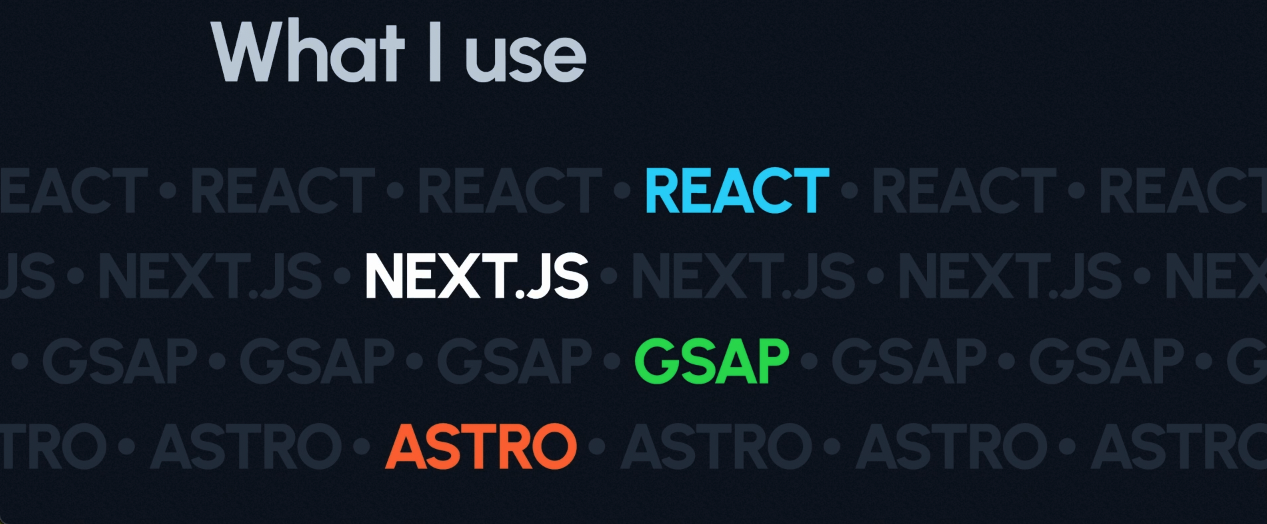 What I use
EACT • REACT • REACT • REACT • REACT • REACT
JS • NEXT.JS • NEXT.JS • NEXT.JS • NEXT.JS • NEX
• GSAP • GSAP • GSAP • GSAP • GSAP • GSAP • G
TRO • ASTRO • ASTRO • ASTRO • ASTRO • ASTRO